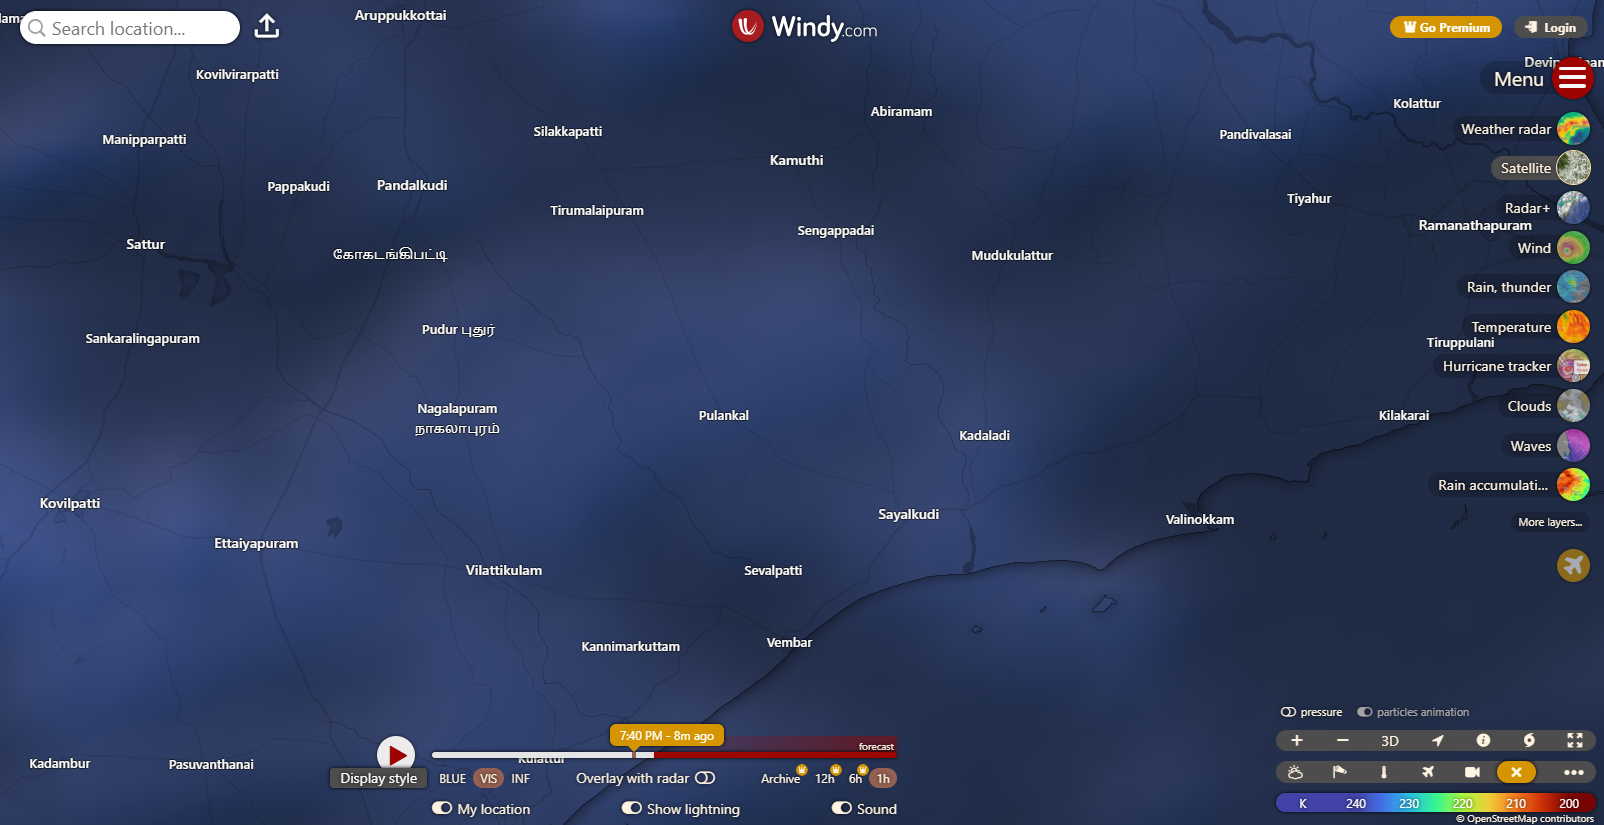 Search location...
Windy.com
Go Premium
Login
Menu
Weather radar
Satellite
Radar+
Wind
Rain, thunder
Temperature
Hurricane tracker
Clouds
Waves
Rain accumulati...
More layers...
Aruppukkottai
Kovilvirarpatti
Manipparpatti
Silakkapatti
Abiramam
Kolattur
Pandivalasai
Kamuthi
Pappakudi
Pandalkudi
Tirumalaipuram
Tiyahur
Sengappadai
Ramanathapuram
Sattur
கோகடங்கிபட்டி
Mudukulattur
Pudur புதுர்
Sankaralingapuram
Tiruppulani
Nagalapuram
நாகலாபுரம்
Pulankal
Kilakarai
Kadaladi
Kovilpatti
Sayalkudi
Valinokkam
Ettaiyapuram
Vilattikulam
Sevalpatti
Kannimarkuttam
Vembar
Kadambur
Pasuvanthanai
Kulattur
7:40 PM - 8m ago
forecast
Display style
BLUE VIS INF
Overlay with radar
Archive 12h 6h 1h
My location
Show lightning
Sound
pressure
particles animation
3D
K 240 230 220 210 200
© OpenStreetMap contributors